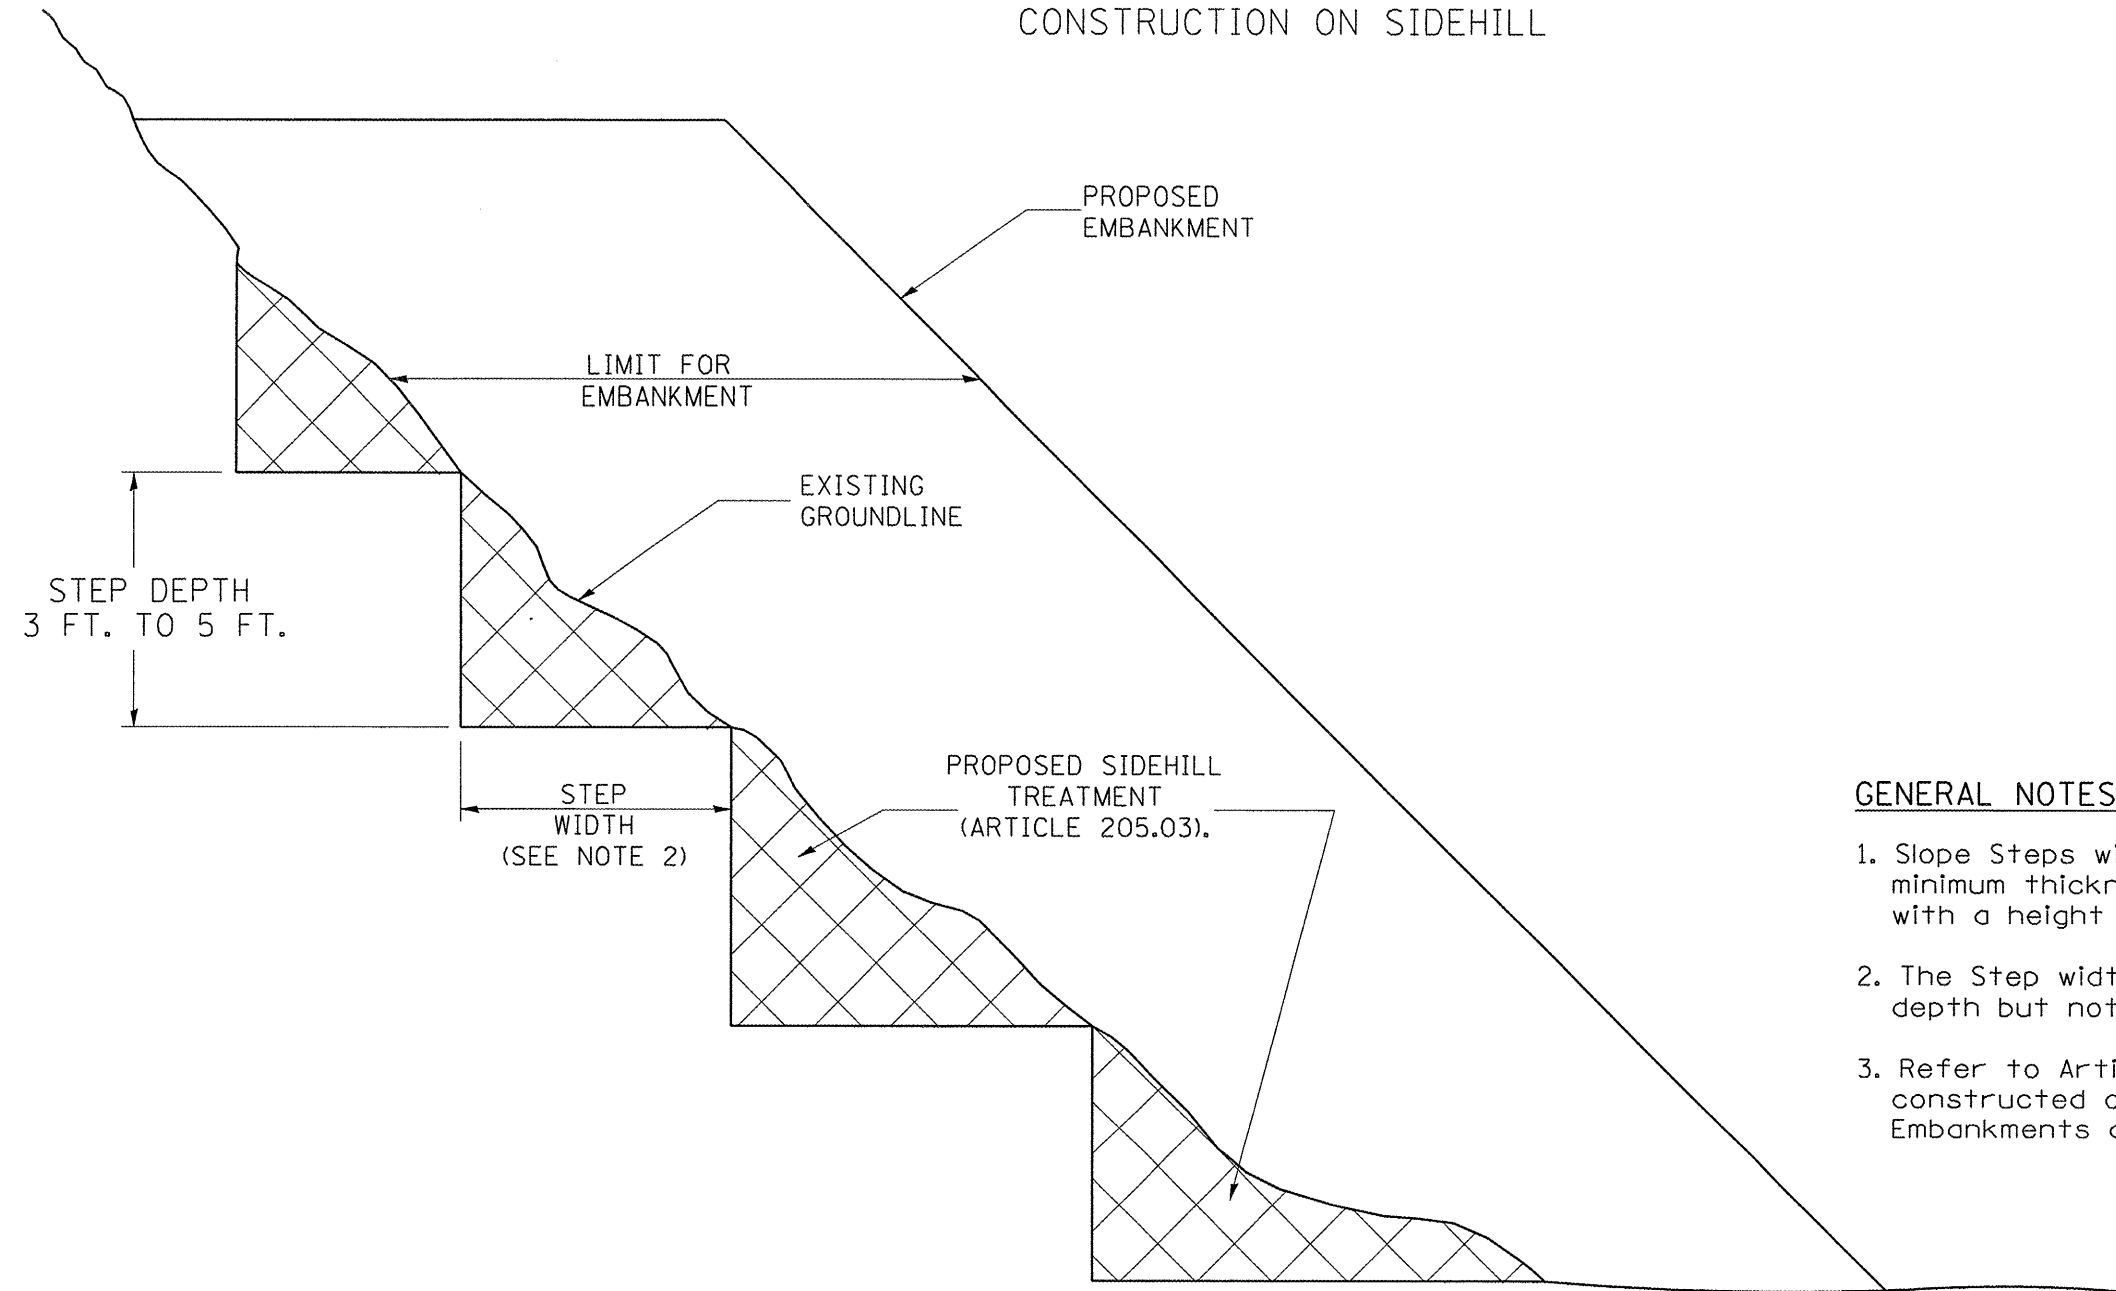 CONSTRUCTION ON SIDEHILL
PROPOSED
EMBANKMENT
LIMIT FOR
EMBANKMENT
EXISTING
GROUNDLINE
STEP DEPTH
3 FT. TO 5 FT.
STEP
WIDTH
(SEE NOTE 2)
PROPOSED SIDEHILL
TREATMENT
(ARTICLE 205.03).
GENERAL NOTES
1. Slope Steps
minimum
with a height
2. The Step
depth but not
3. Refer to
constructed
Embankments